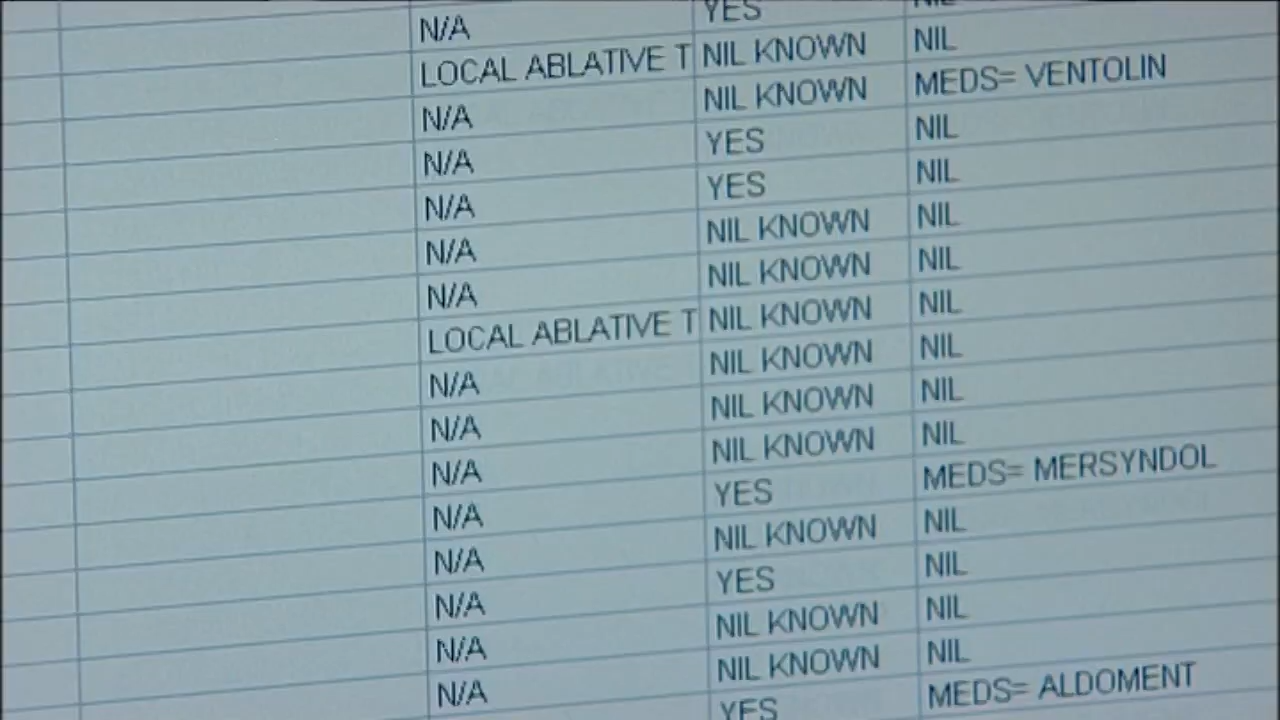 N/A YES NIL
LOCAL ABLATIVE T NIL KNOWN NIL
N/A NIL KNOWN MEDS= VENTOLIN
N/A YES NIL
N/A YES NIL
N/A NIL KNOWN NIL
N/A NIL KNOWN NIL
LOCAL ABLATIVE T NIL KNOWN NIL
N/A NIL KNOWN NIL
N/A NIL KNOWN NIL
N/A NIL KNOWN NIL
N/A YES MEDS= MERSYNDOL
N/A NIL KNOWN NIL
N/A YES NIL
N/A NIL KNOWN NIL
N/A NIL KNOWN NIL
YES MEDS= ALDOMENT